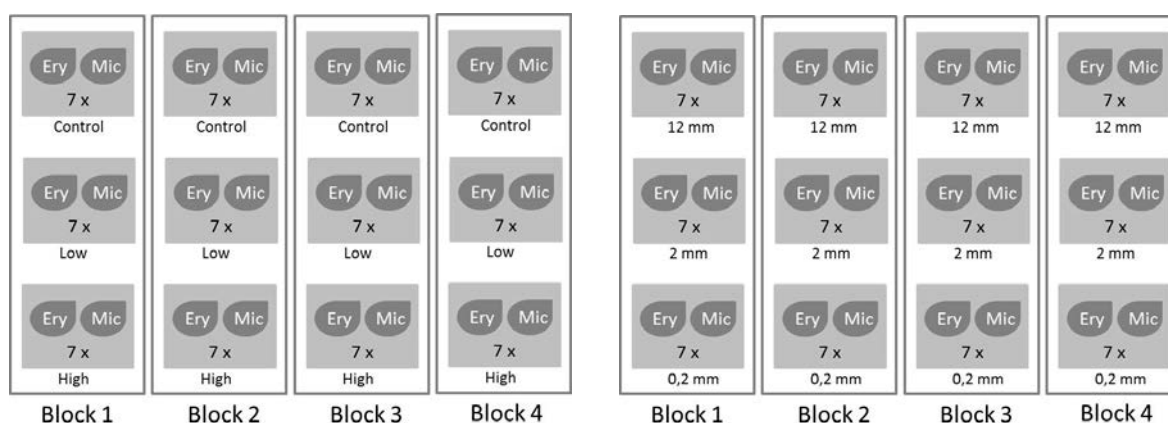 Ery Mic Ery Mic Ery Mic Ery Mic
7 x 7 x 7 x 7 x
Control Control Control Control
Ery Mic Ery Mic Ery Mic Ery Mic
7 x 7 x 7 x 7 x
Low Low Low Low
Ery Mic Ery Mic Ery Mic Ery Mic
7 x 7 x 7 x 7 x
High High High High
Block 1 Block 2 Block 3 Block 4
Ery Mic Ery Mic Ery Mic Ery Mic
7 x 7 x 7 x 7 x
12 mm 12 mm 12 mm 12 mm
Ery Mic Ery Mic Ery Mic Ery Mic
7 x 7 x 7 x 7 x
2 mm 2 mm 2 mm 2 mm
Ery Mic Ery Mic Ery Mic Ery Mic
7 x 7 x 7 x 7 x
0,2 mm 0,2 mm 0,2 mm 0,2 mm
Block 1 Block 2 Block 3 Block 4